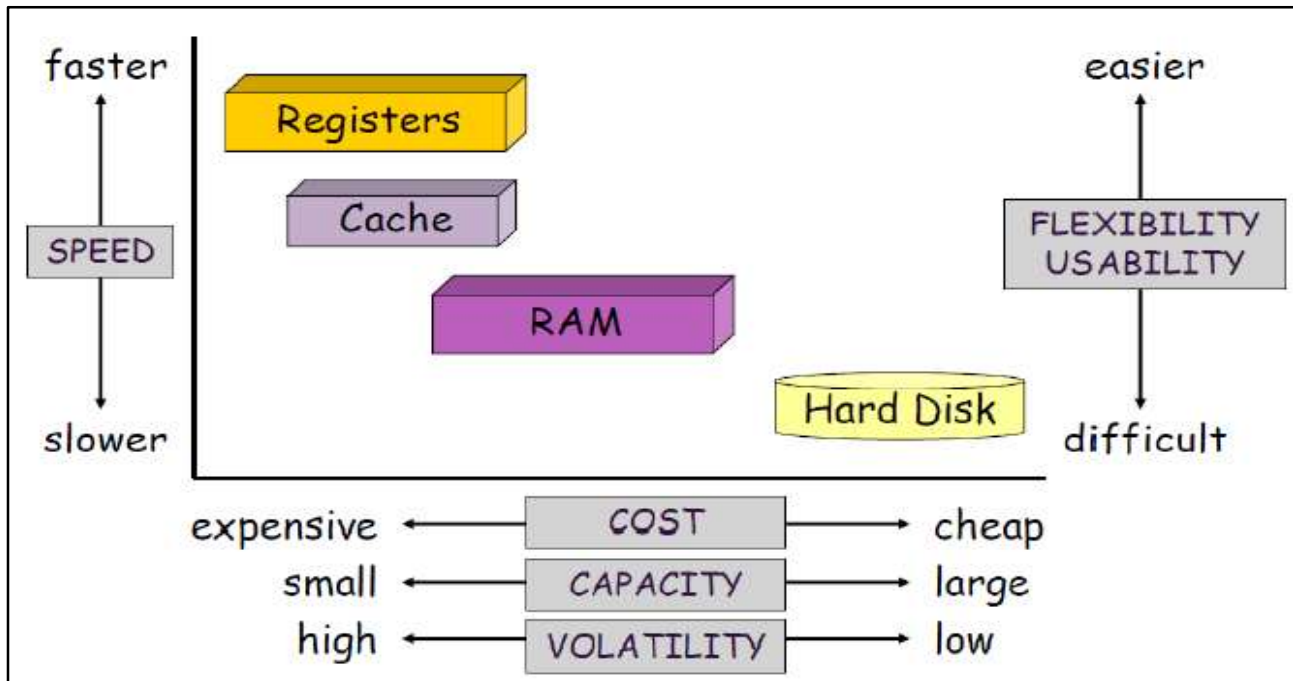 faster
easier
Registers
Cache
SPEED
FLEXIBILITY
USABILITY
RAM
Hard Disk
slower
difficult
expensive
COST
cheap
small
CAPACITY
large
high
VOLATILITY
low